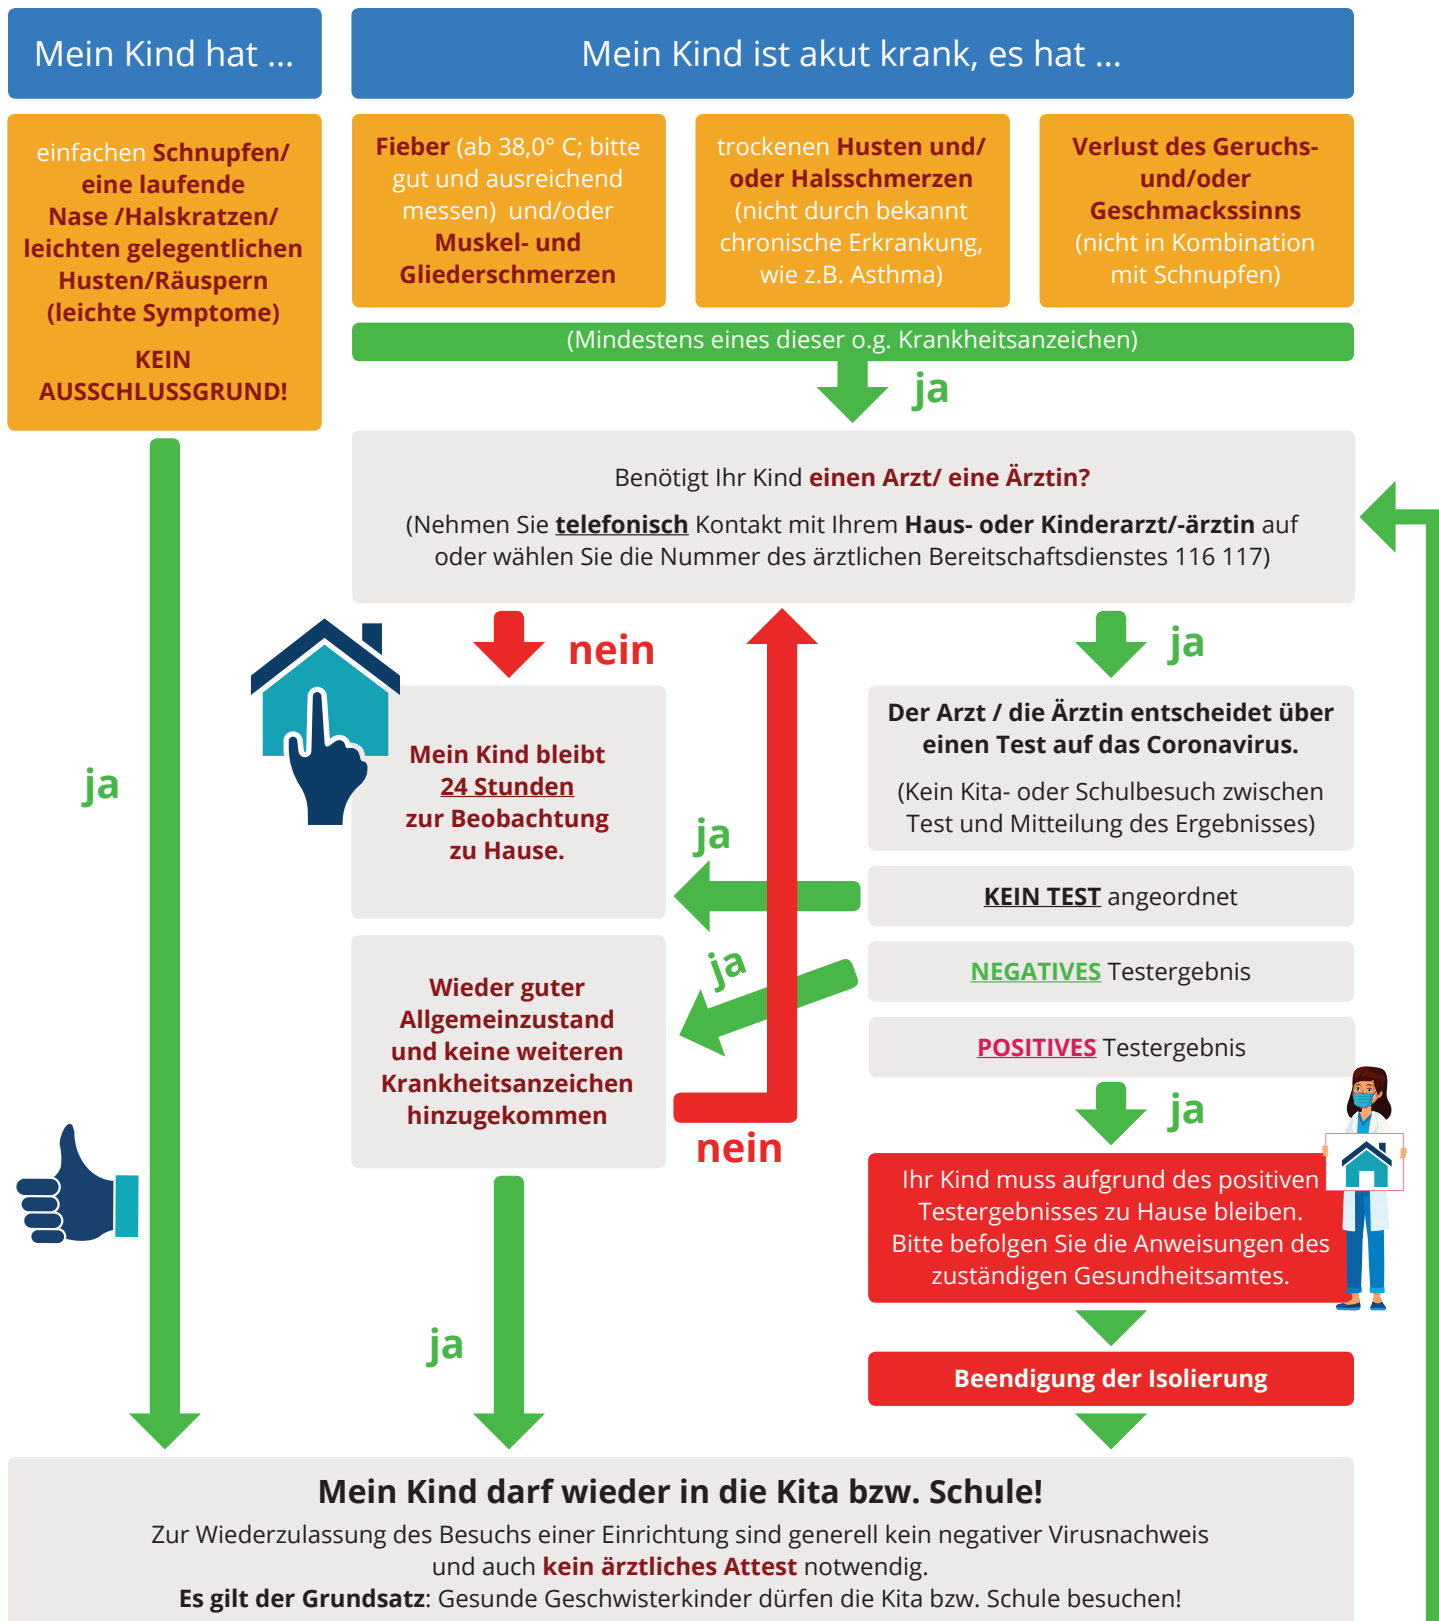 Mein Kind hat ...
Mein Kind ist akut krank, es hat ...
einfachen Schnupfen/
eine laufende
Nase /Halskratzen/
leichten gelegentlichen
Husten/Räuspern
(leichte Symptome)
KEIN
AUSSCHLUSSGRUND!
Fieber (ab 38,0° C; bitte
gut und ausreichend
messen) und/oder
Muskel- und
Gliederschmerzen
trockenen Husten und/
oder Halsschmerzen
(nicht durch bekannt
chronische Erkrankung,
wie z.B. Asthma)
Verlust des Geruchs-
und/oder
Geschmackssinns
(nicht in Kombination
mit Schnupfen)
(Mindestens eines dieser o.g. Krankheitsanzeichen)
ja
Benötigt Ihr Kind einen Arzt/ eine Ärztin?
(Nehmen Sie telefonisch Kontakt mit Ihrem Haus- oder Kinderarzt/-ärztin auf
oder wählen Sie die Nummer des ärztlichen Bereitschaftsdienstes 116 117)
nein
ja
Mein Kind bleibt
24 Stunden
zur Beobachtung
zu Hause.
Der Arzt / die Ärztin entscheidet über
einen Test auf das Coronavirus.
(Kein Kita- oder Schulbesuch zwischen
Test und Mitteilung des Ergebnisses)
ja
ja
KEIN TEST angeordnet
ja
NEGATIVES Testergebnis
POSITIVES Testergebnis
Wieder guter
Allgemeinzustand
und keine weiteren
Krankheitsanzeichen
hinzugekommen
nein
ja
Ihr Kind muss aufgrund des positiven
Testergebnisses zu Hause bleiben.
Bitte befolgen Sie die Anweisungen des
zuständigen Gesundheitsamtes.
ja
Beendigung der Isolierung
Mein Kind darf wieder in die Kita bzw. Schule!
Zur Wiederzulassung des Besuchs einer Einrichtung sind generell kein negativer Virusnachweis
und auch kein ärztliches Attest notwendig.
Es gilt der Grundsatz: Gesunde Geschwisterkinder dürfen die Kita bzw. Schule besuchen!